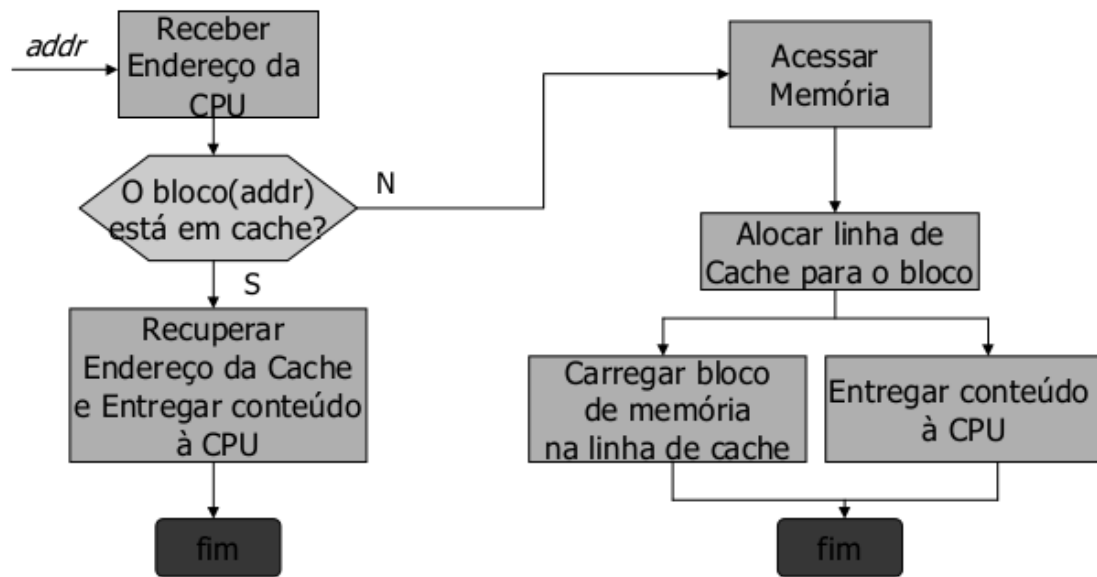 addr
Receber
Endereço da
CPU
O bloco(addr)
está em cache?
N
S
Recuperar
Endereço da Cache
e Entregar conteúdo
à CPU
fim
Acessar
Memória
Alocar linha de
Cache para o bloco
Carregar bloco
de memória
na linha de cache
Entregar conteúdo
à CPU
fim